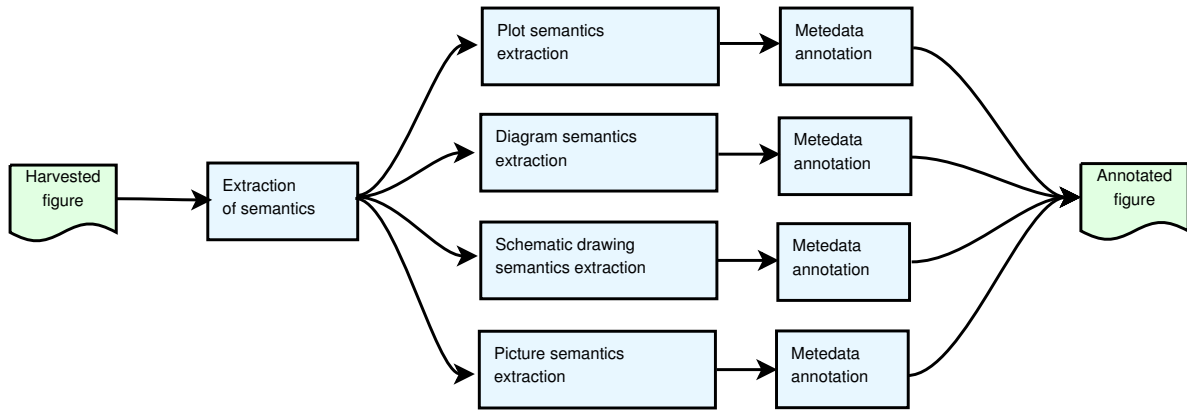 Harvested
figure
Extraction
of semantics
Plot semantics
extraction
Metedata
annotation
Diagram semantics
extraction
Metedata
annotation
Schematic drawing
semantics extraction
Metedata
annotation
Picture semantics
extraction
Metedata
annotation
Annotated
figure